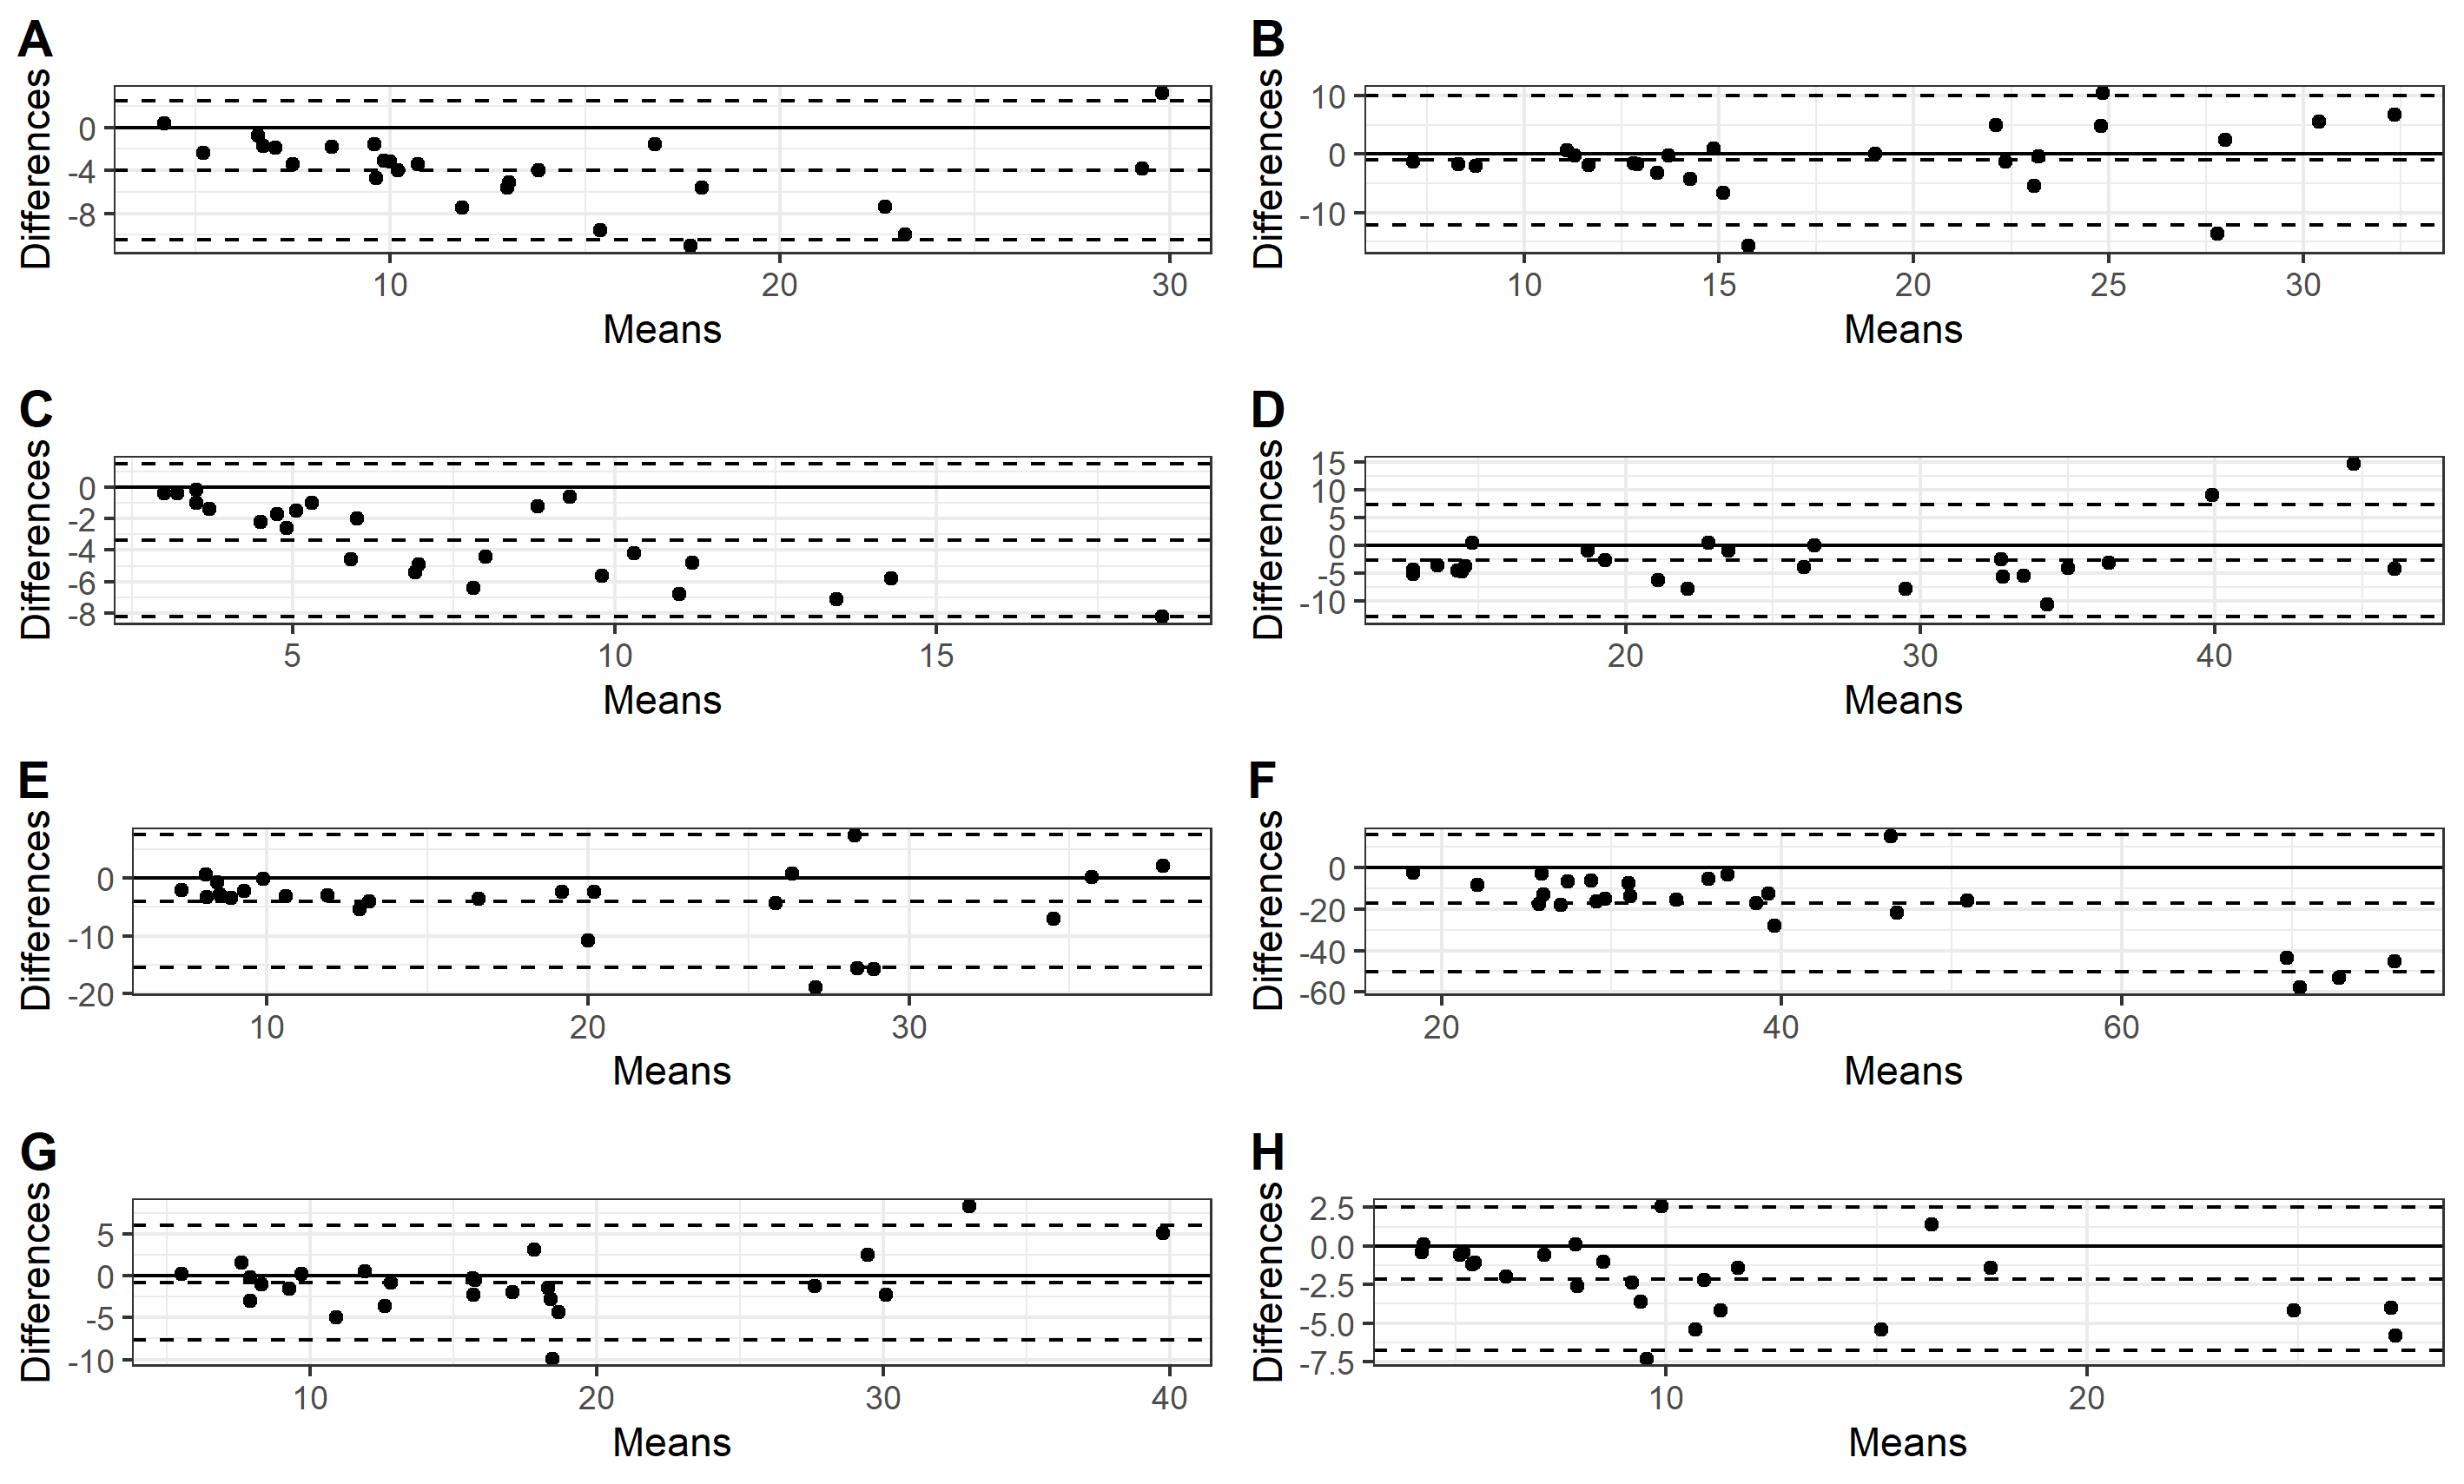 A
Differences
0
-4
-8
10 20 30
Means
B
Differences
10
0
-10
10 15 20 25 30
Means
C
Differences
0
-2
-4
-6
-8
5 10 15
Means
D
Differences
15
10
5
0
-5
-10
20 30 40
Means
E
Differences
0
-10
-20
10 20 30
Means
F
Differences
0
-20
-40
-60
20 40 60
Means
G
Differences
5
0
-5
-10
10 20 30 40
Means
H
Differences
2.5
0.0
-2.5
-5.0
-7.5
10 20
Means